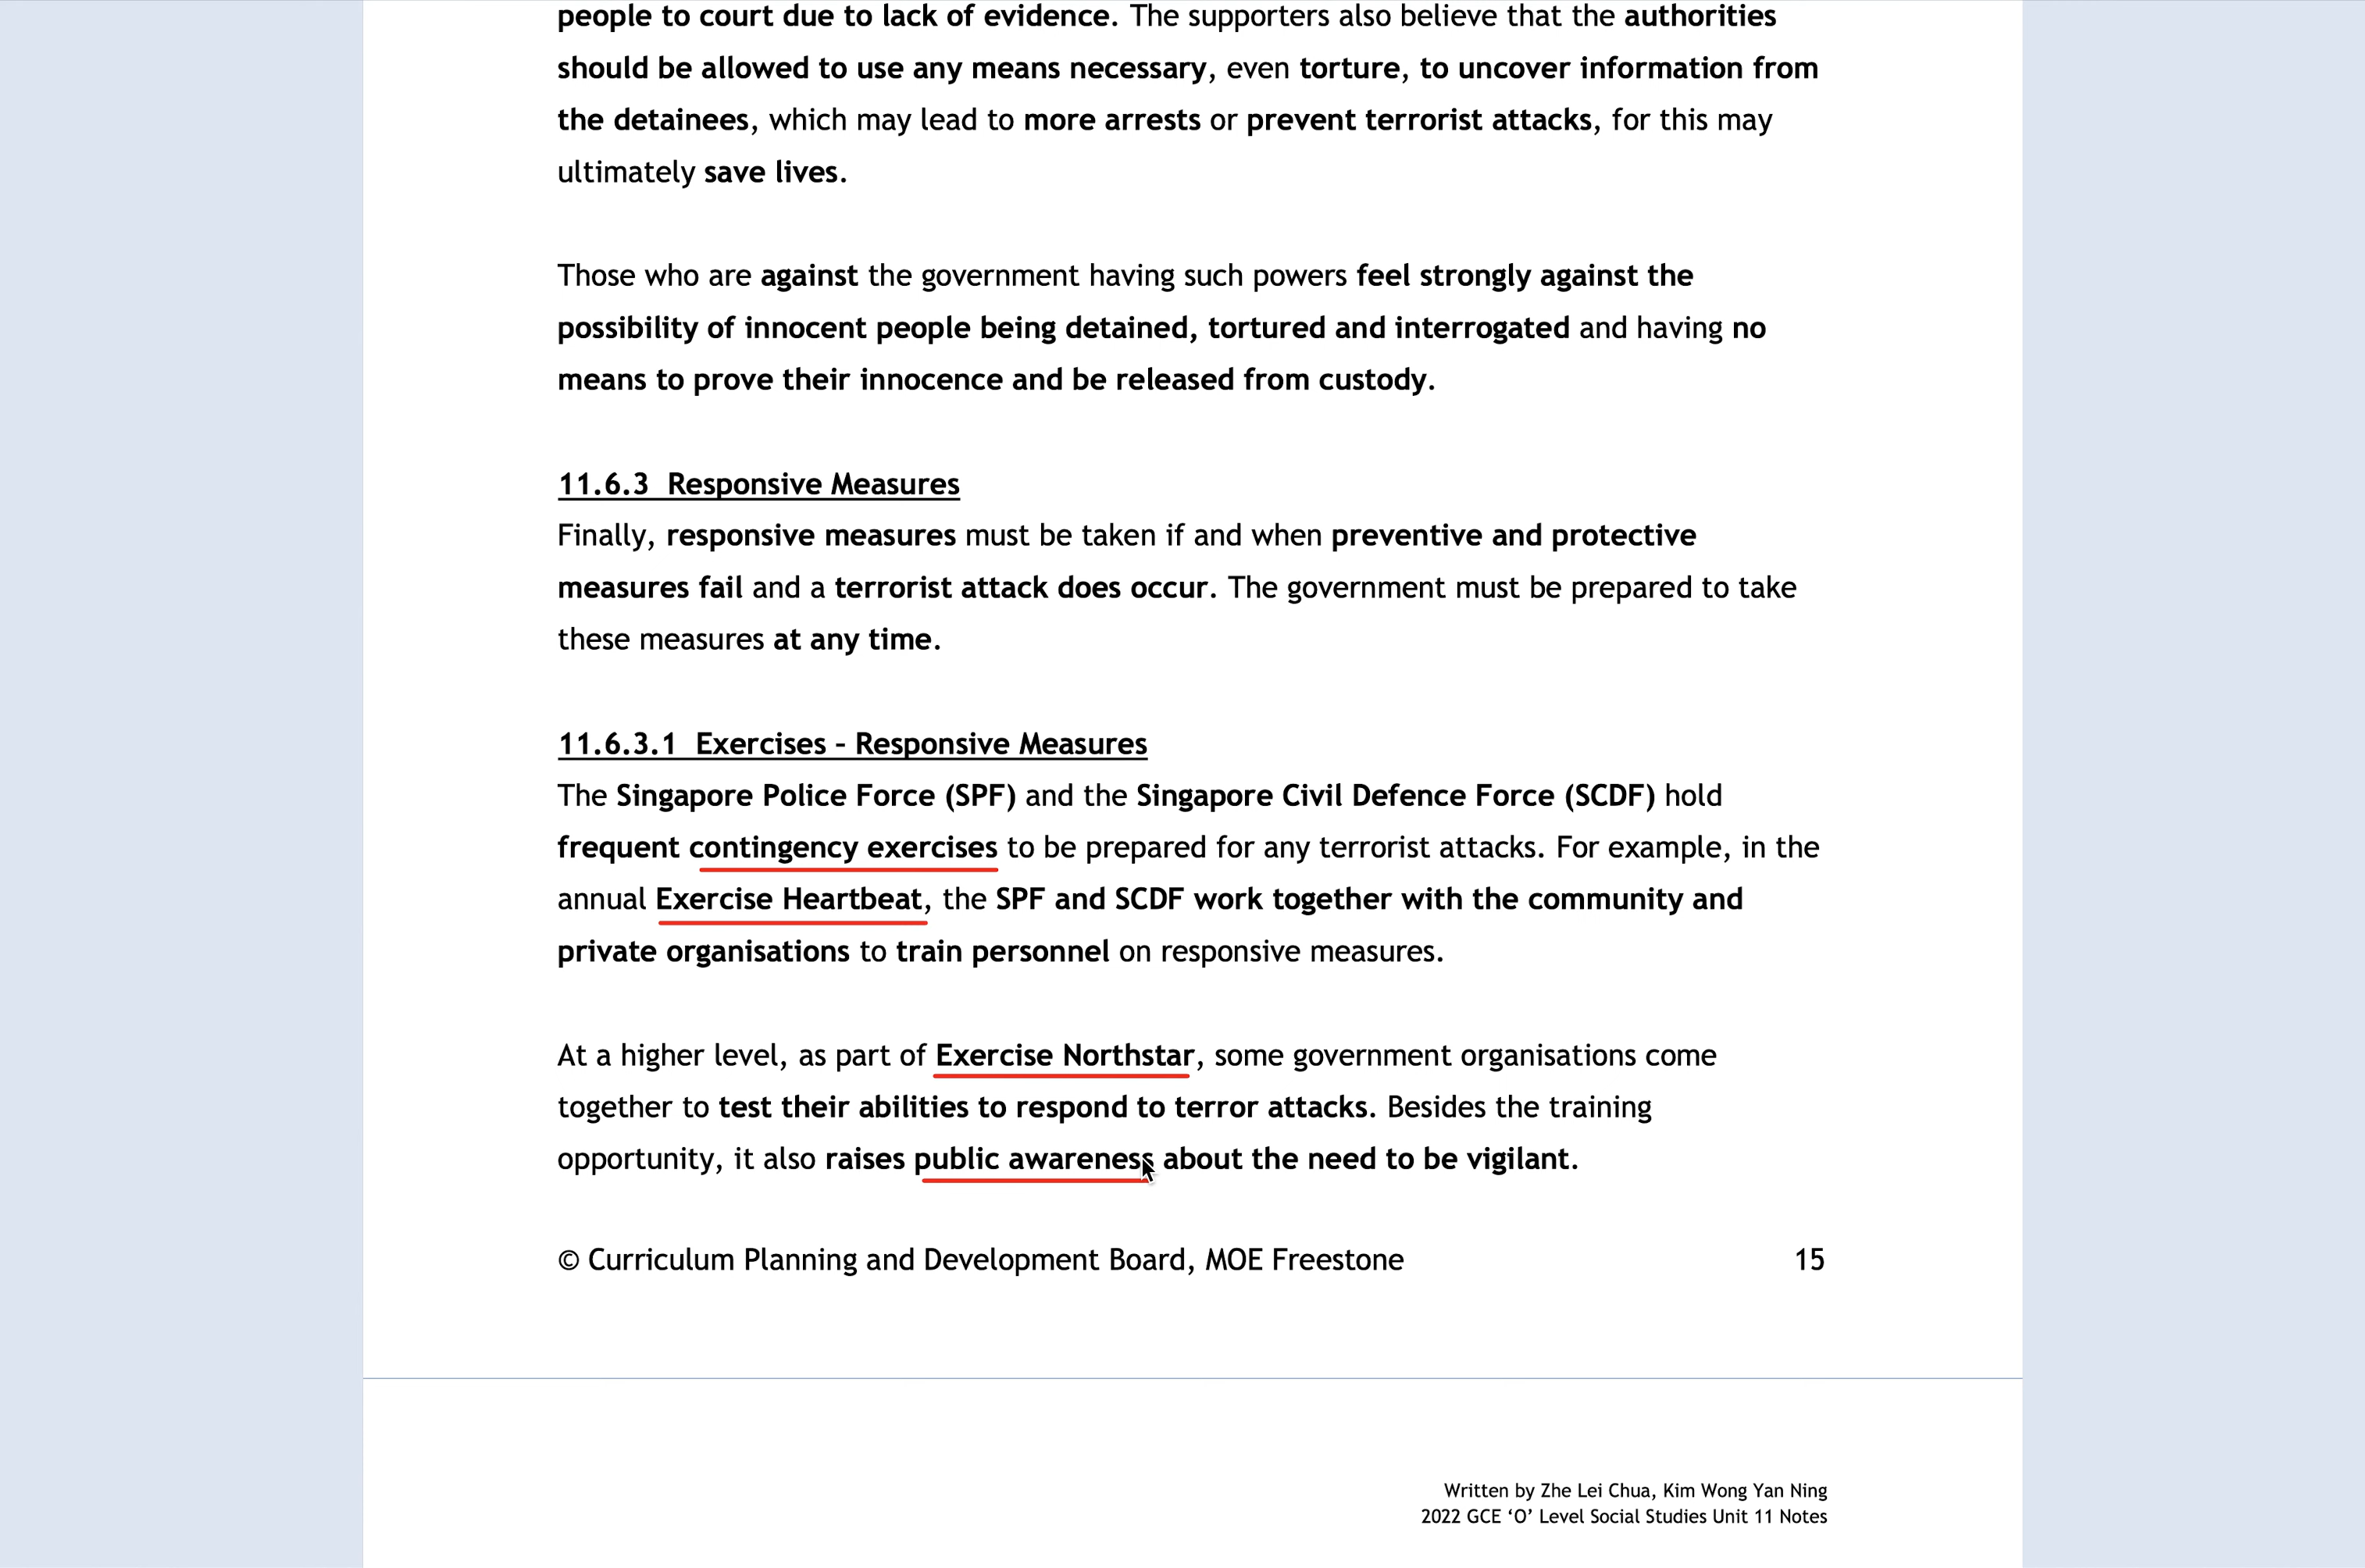 people to court due to lack of evidence. The supporters also believe that the authorities
should be allowed to use any means necessary, even torture, to uncover information from
the detainees, which may lead to more arrests or prevent terrorist attacks, for this may
ultimately save lives.
Those who are against the government having such powers feel strongly against the
possibility of innocent people being detained, tortured and interrogated and having no
means to prove their innocence and be released from custody.
11.6.3 Responsive Measures
Finally, responsive measures must be taken if and when preventive and protective
measures fail and a terrorist attack does occur. The government must be prepared to take
these measures at any time.
11.6.3.1 Exercises – Responsive Measures
The Singapore Police Force (SPF) and the Singapore Civil Defence Force (SCDF) hold
frequent contingency exercises to be prepared for any terrorist attacks. For example, in the
annual Exercise Heartbeat, the SPF and SCDF work together with the community and
private organisations to train personnel on responsive measures.
At a higher level, as part of Exercise Northstar, some government organisations come
together to test their abilities to respond to terror attacks. Besides the training
opportunity, it also raises public awareness about the need to be vigilant.
© Curriculum Planning and Development Board, MOE Freestone 15
Written by Zhe Lei Chua, Kim Wong Yan Ning
2022 GCE ‘O’ Level Social Studies Unit 11 Notes